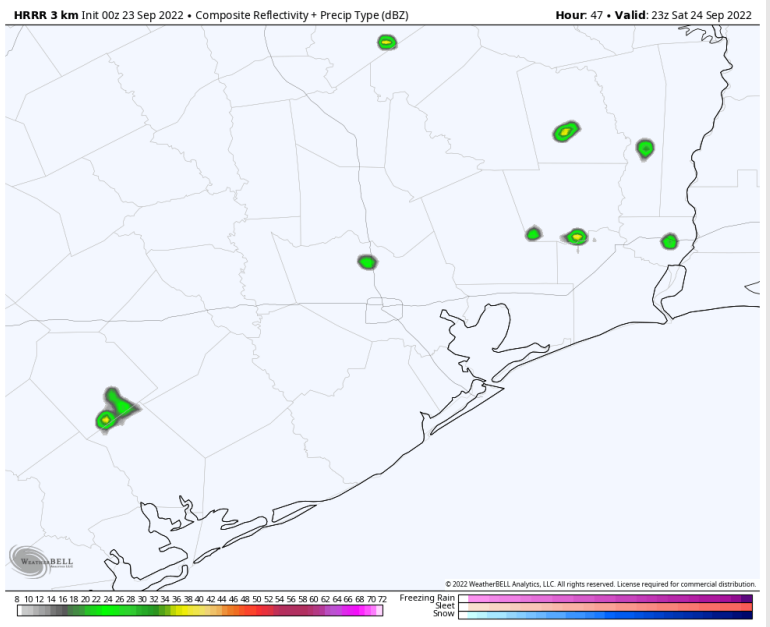 HRRR 3 km Init 00z 23 Sep 2022 • Composite Reflectivity + Precip Type (dBZ)
Hour: 47 • Valid: 23z Sat 24 Sep 2022
WEATHERBELL
© 2022 WeatherBELL Analytics, LLC. All rights reserved. License required for commercial distribution.
8 10 12 14 16 18 20 22 24 26 28 30 32 34 36 38 40 42 44 46 48 50 52 54 56 58 60 62 64 66 68 70 72
Freezing Rain
Sleet
Snow